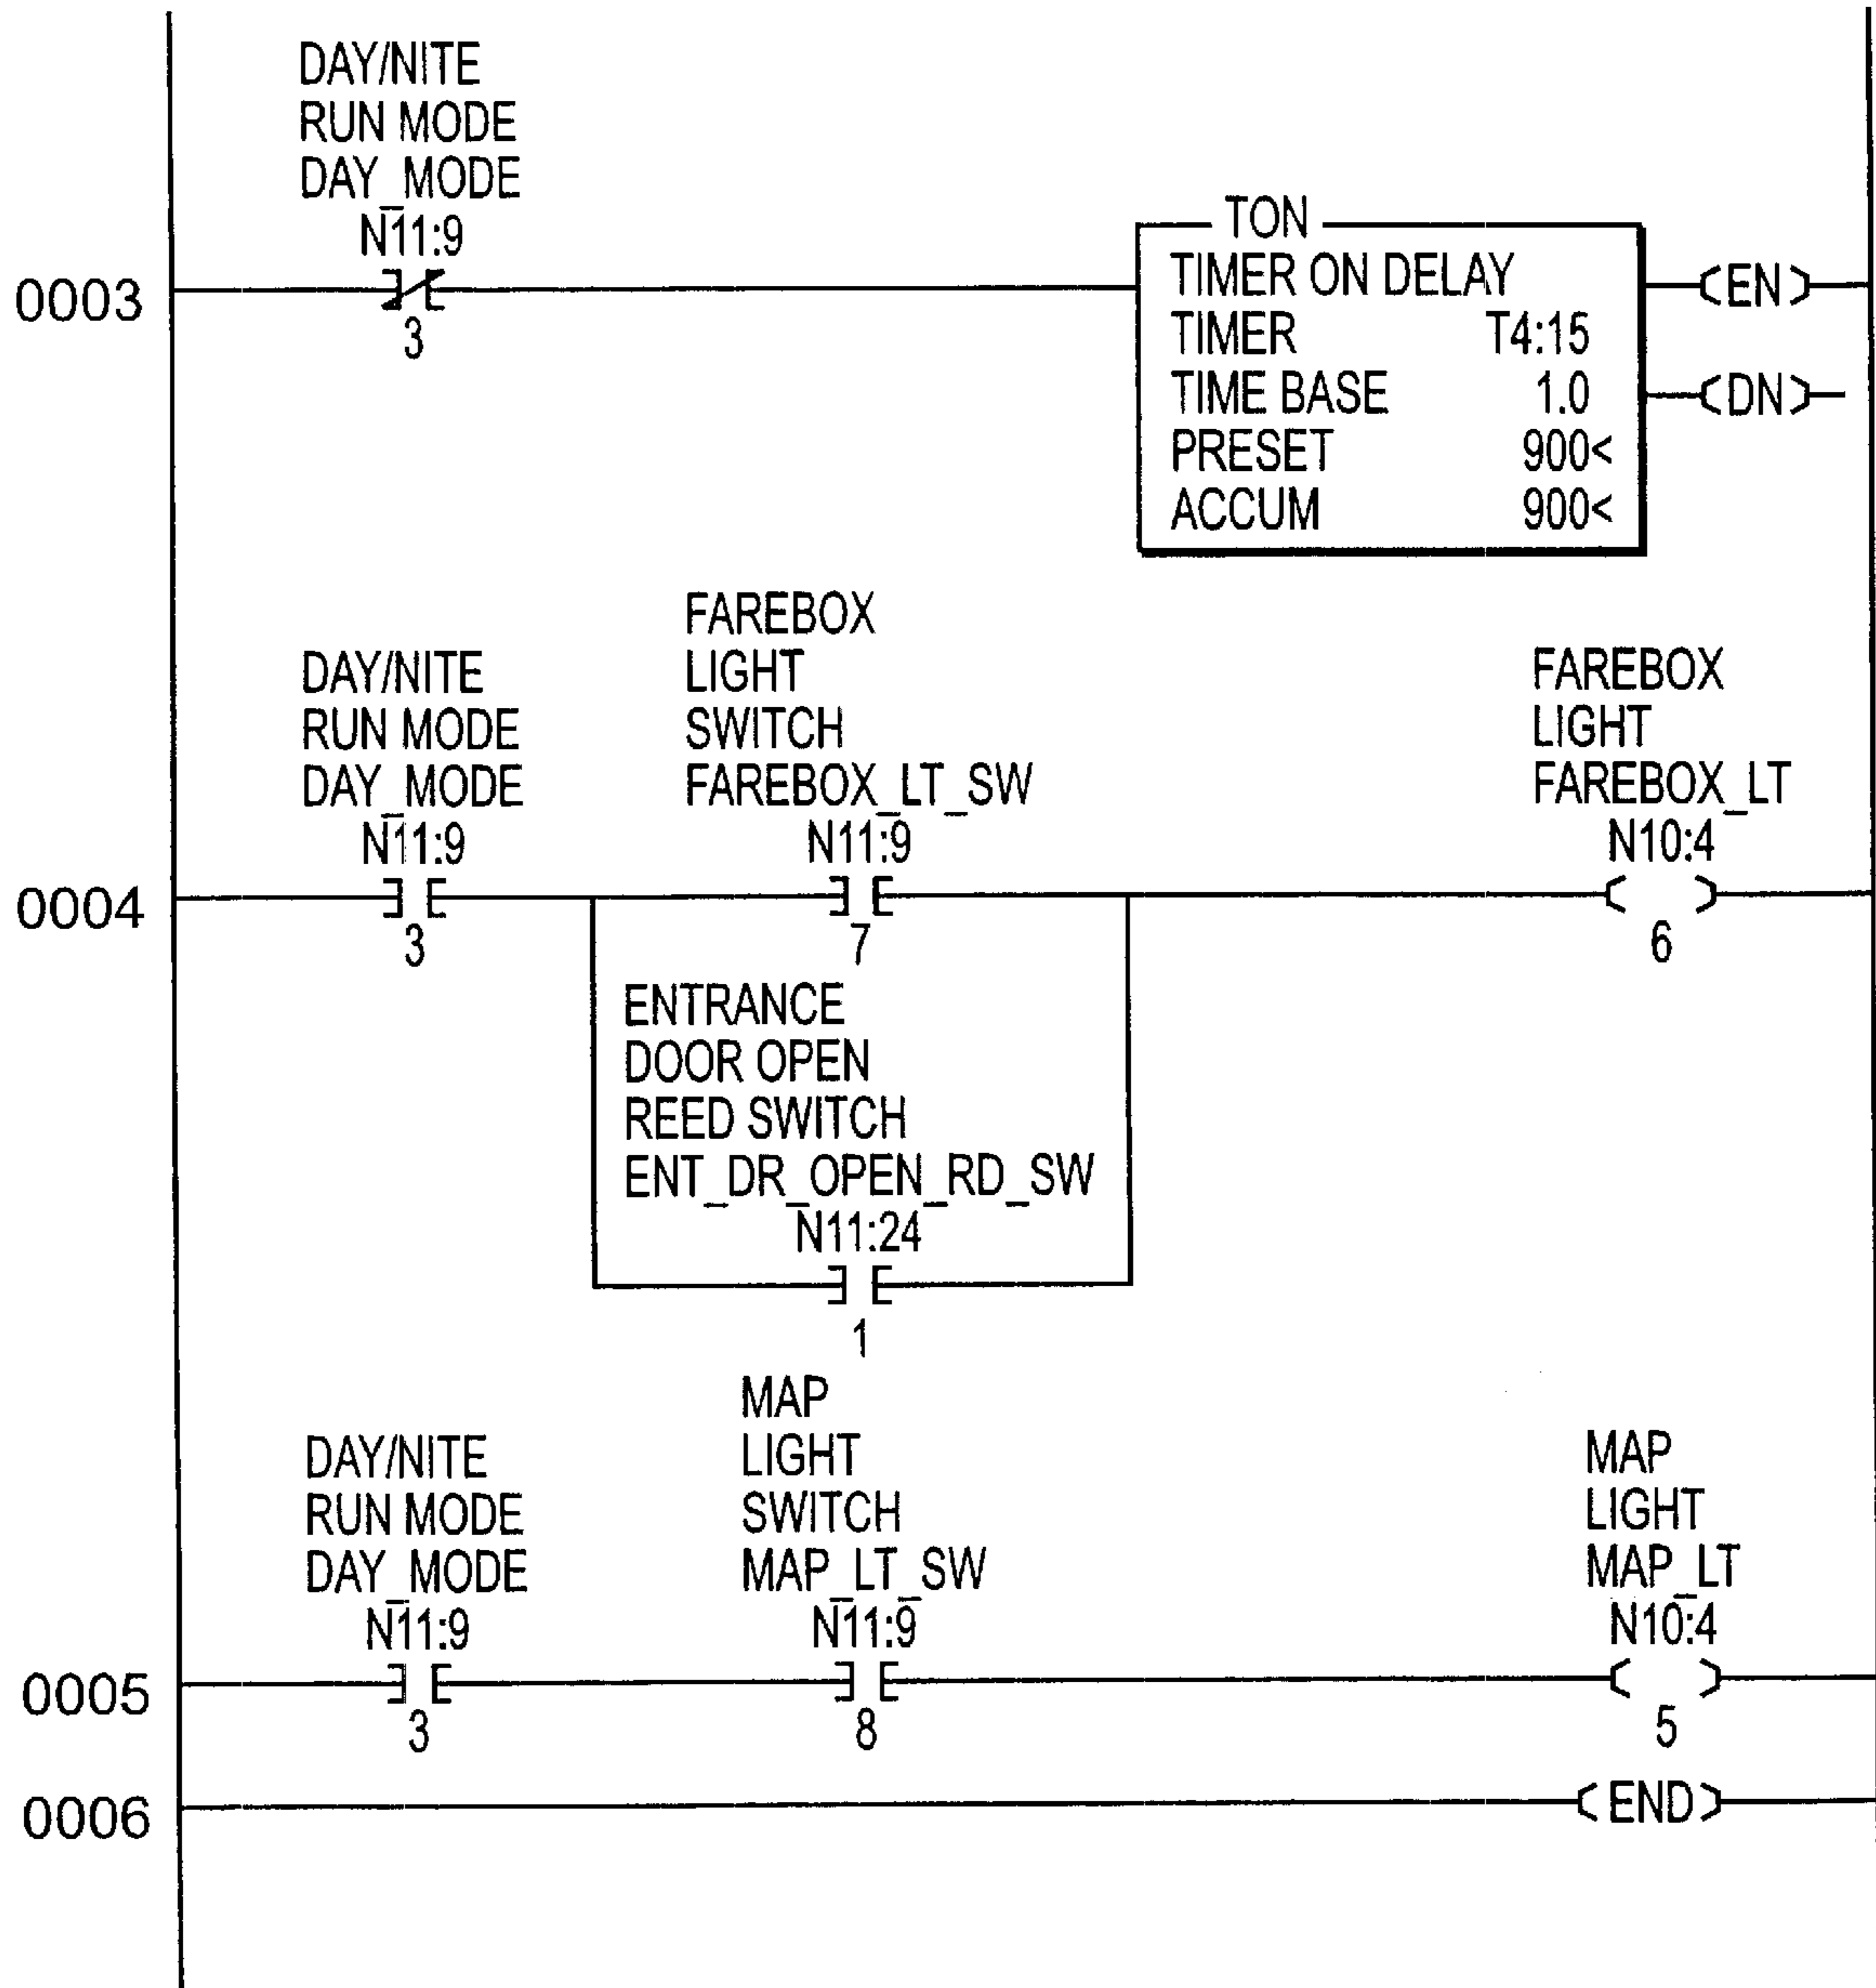 DAY/NITE
RUN MODE
DAY_MODE
N11:9
0003
3
TON
TIMER ON DELAY
TIMER T4:15
TIME BASE 1.0
PRESET 900<
ACCUM 900<
EN
DN
DAY/NITE
RUN MODE
DAY_MODE
N11:9
0004
3
FAREBOX
LIGHT
SWITCH
FAREBOX_LT_SW
N11:9
7
ENTRANCE
DOOR OPEN
REED SWITCH
ENT_DR_OPEN_RD_SW
N11:24
1
FAREBOX
LIGHT
FAREBOX_LT
N10:4
6
DAY/NITE
RUN MODE
DAY_MODE
N11:9
0005
3
MAP
LIGHT
SWITCH
MAP_LT_SW
N11:9
8
MAP
LIGHT
MAP_LT
N10:4
5
0006
END